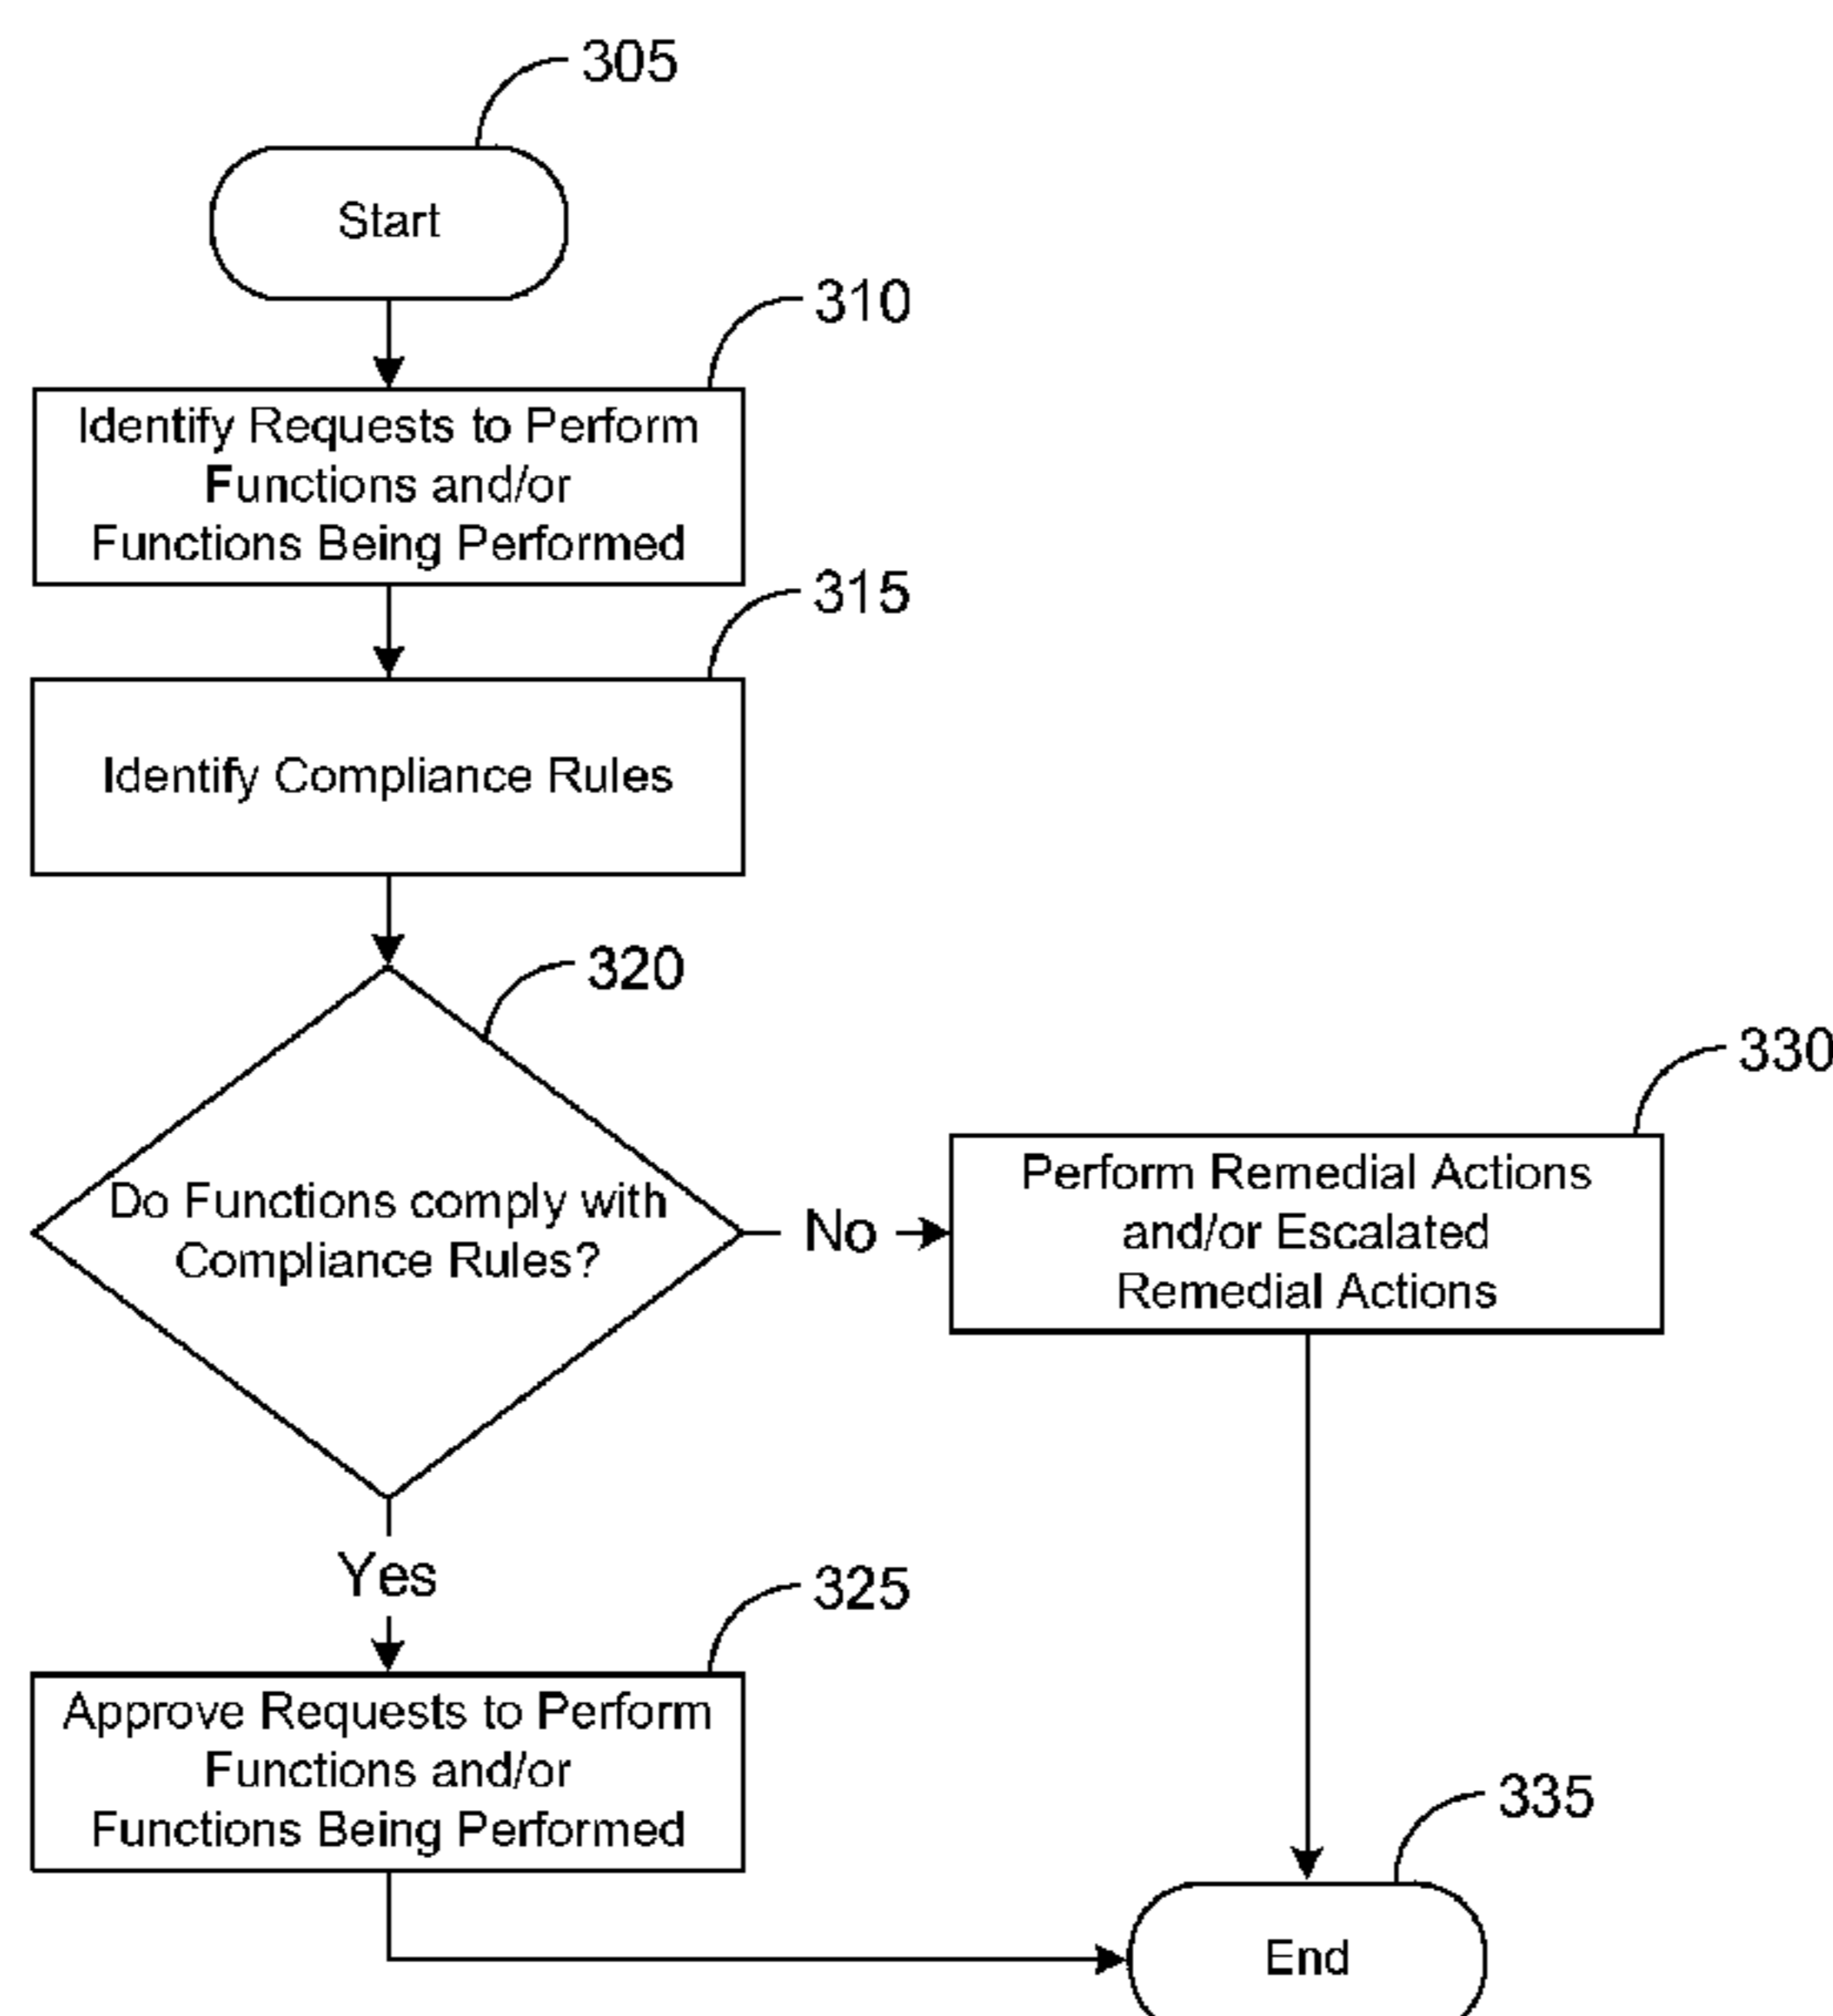 305
Start
310
Identify Requests to Perform
Functions and/or
Functions Being Performed
315
Identify Compliance Rules
320
Do Functions comply with
Compliance Rules?
No
330
Perform Remedial Actions
and/or Escalated
Remedial Actions
Yes
325
Approve Requests to Perform
Functions and/or
Functions Being Performed
335
End